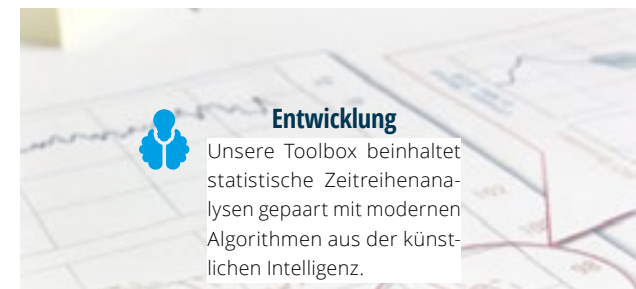 Entwicklung
Unsere Toolbox beinhaltet
statistische Zeitreihenana-
lysen gepaart mit modernen
Algorithmen aus der künst-
lichen Intelligenz.